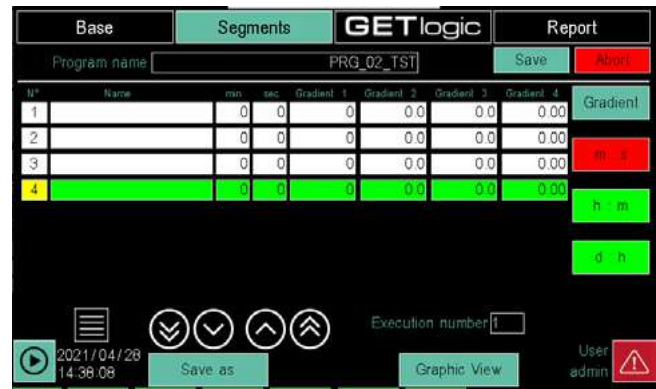 Base Segments GETlogic Report
Program name PRG_02_TST Save Abort
N° Name min sec Gradient 1 Gradient 2 Gradient 3 Gradient 4 Gradient
1 0 0 0 0.0 0.0 0.00
2 0 0 0 0.0 0.0 0.00
3 0 0 0 0.0 0.0 0.00
4 0 0 0 0.0 0.0 0.00
m : s
h : m
d : h
Execution number 1
2021/04/28
14:38:08
Save as Graphic View
User
admin